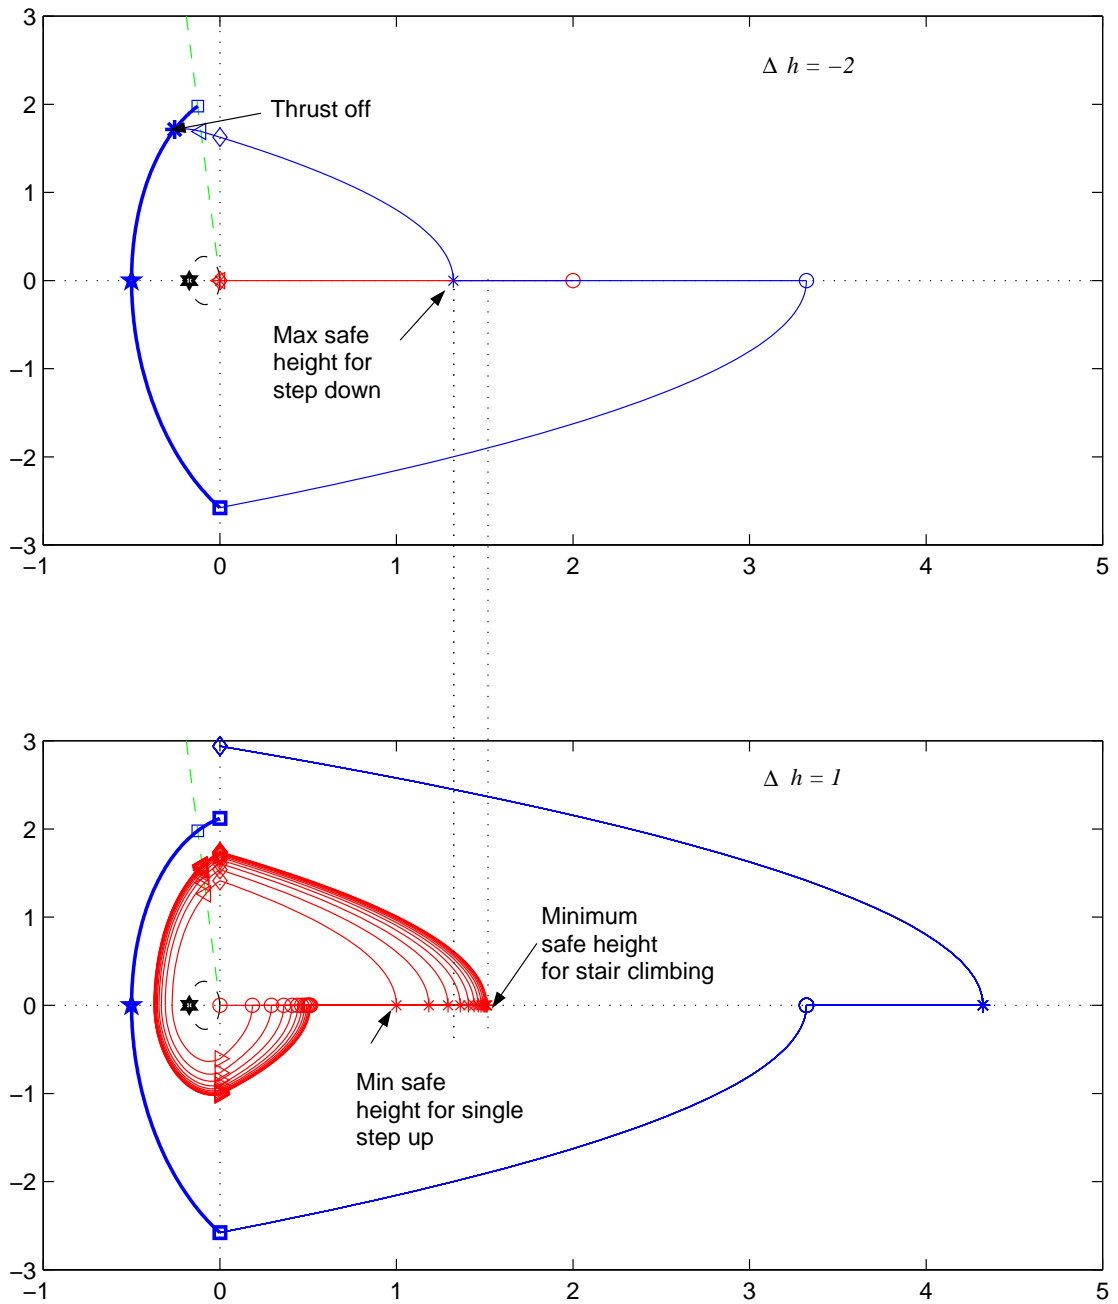 3
2
1
0
−1
−2
−3
Δ h = −2
Thrust off
Max safe
height for
step down
−1 0 1 2 3 4 5
3
2
1
0
−1
−2
−3
Δ h = 1
Minimum
safe height
for stair climbing
Min safe
height for single
step up
−1 0 1 2 3 4 5